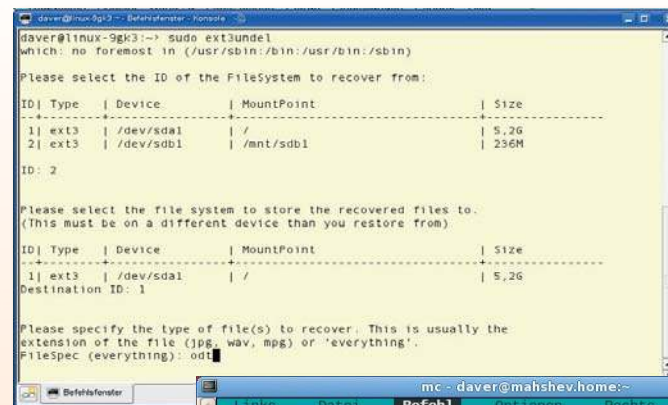 daver@linux-9gk3:~ - Befehlsfenster - Konsole
daver@linux-9gk3:~> sudo ext3undel
which: no foremost in (/usr/sbin:/bin:/usr/bin:/sbin)
Please select the ID of the FileSystem to recover from:
ID| Type | Device | MountPoint | Size
--+------+--------+------------+------
1| ext3 | /dev/sda1 | / | 5,2G
2| ext3 | /dev/sdb1 | /mnt/sdb1 | 236M
ID: 2
Please select the file system to store the recovered files to.
(This must be on a different device than you restore from)
ID| Type | Device | MountPoint | Size
--+------+--------+------------+------
1| ext3 | /dev/sda1 | / | 5,2G
Destination ID: 1
Please specify the type of file(s) to recover. This is usually the
extension of the file (jpg, wav, mpg) or 'everything'.
FileSpec (everything): odt
Befehlsfenster
mc - daver@mahshev.home:~
Links Datei Befehl Optionen Rechts